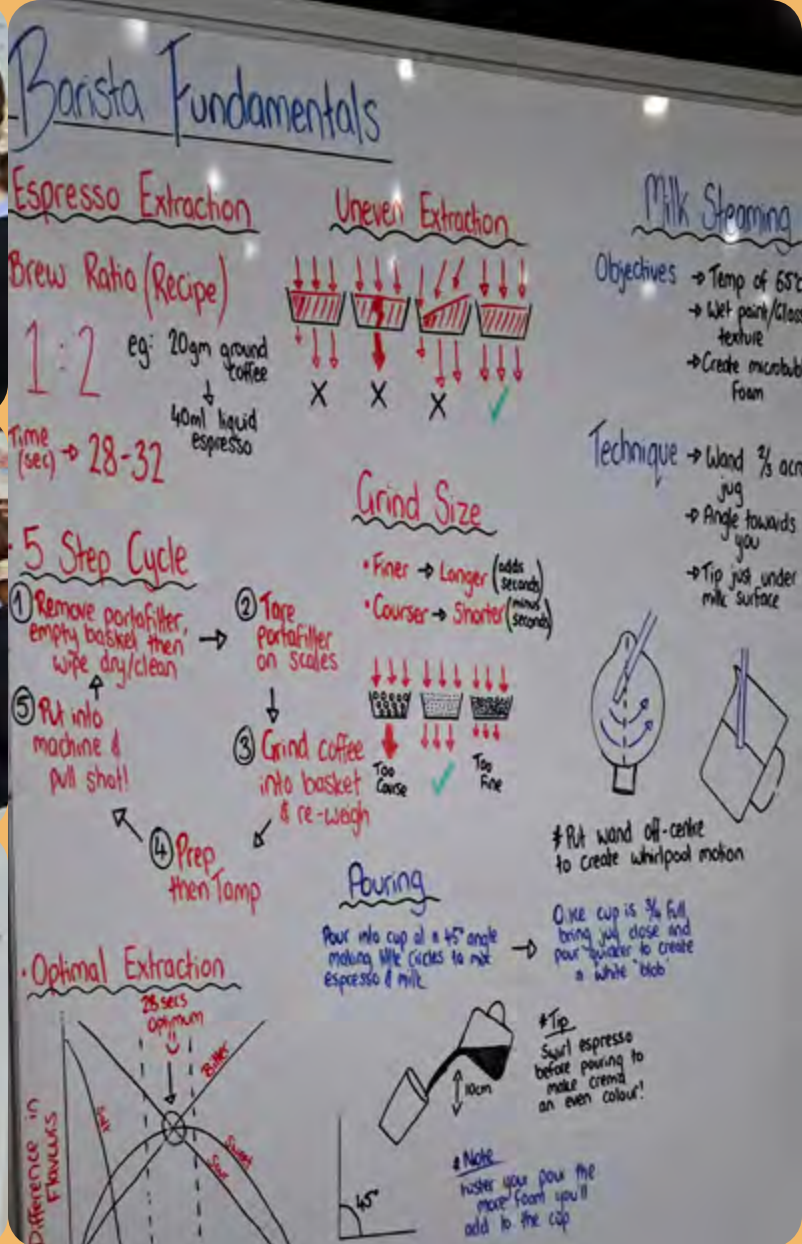 Barista Fundamentals
Espresso Extraction
Brew Ratio (Recipe)
1:2
eg: 20gm ground
coffee
40ml liquid
espresso
Time
(sec) → 28-32
Uneven Extraction
X X X ✓
Milk Steaming
Objectives → Temp of 65°
→ Wet paint/
texture
→ Create
Foam
Technique → Wand 2/3
jug
→ Angle towards
you
→ Tip just under
milk surface
*Put wand off-centre
to create whirlpool motion
5 Step Cycle
① Remove portafilter,
empty basket then
wipe dry/clean
→
② Tare
portafilter
on scales
③ Grind coffee
into basket
& re-weigh
④ Prep
then Tamp
⑤ Put into
machine &
pull shot!
Grind Size
• Finer → Longer (adds
seconds)
• Courser → Shorter (minus
seconds)
Too
Course
✓
Too
Fine
Pouring
Pour into cup at a 45° angle
making little circles to mix
espresso & milk
→
Once cup is 3/4 full,
bring jug close and
pour quicker to create
a white 'blob'
*Tip
Swirl espresso
before pouring to
make crema
an even colour!
10cm
45°
*Note
Faster your pour the
more foam you'll
add to the cup
• Optimal Extraction
28 secs
optimum
Bitter
Salt
Sweet
Sour
Difference in
Flavours